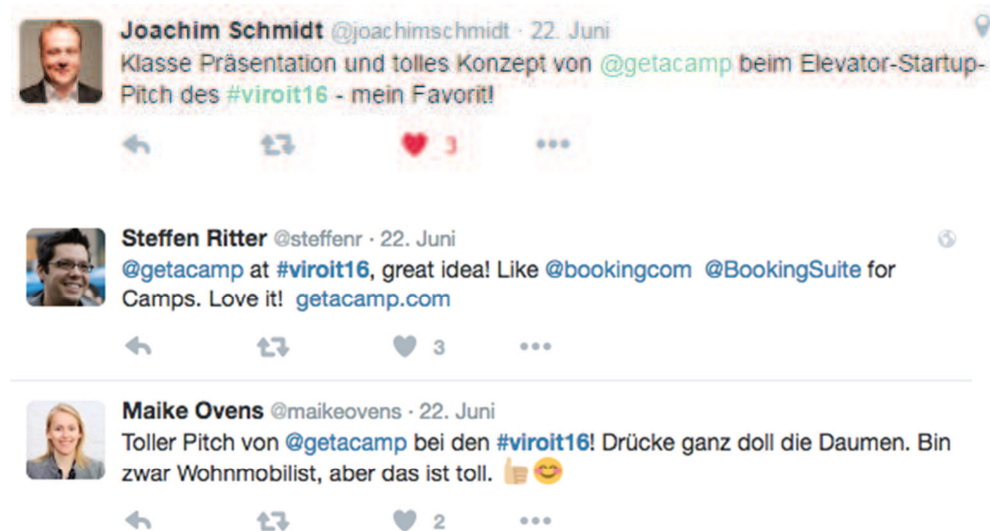 Joachim Schmidt @joachimschmidt · 22. Juni
Klasse Präsentation und tolles Konzept von @getacamp beim Elevator-Startup-
Pitch des #viroit16 - mein Favorit!
3
Steffen Ritter @steffenr · 22. Juni
@getacamp at #viroit16, great idea! Like @bookingcom @BookingSuite for
Camps. Love it! getacamp.com
3
Maike Ovens @maikeovens · 22. Juni
Toller Pitch von @getacamp bei den #viroit16! Drücke ganz doll die Daumen. Bin
zwar Wohnmobilist, aber das ist toll. 👍🏼😊
2